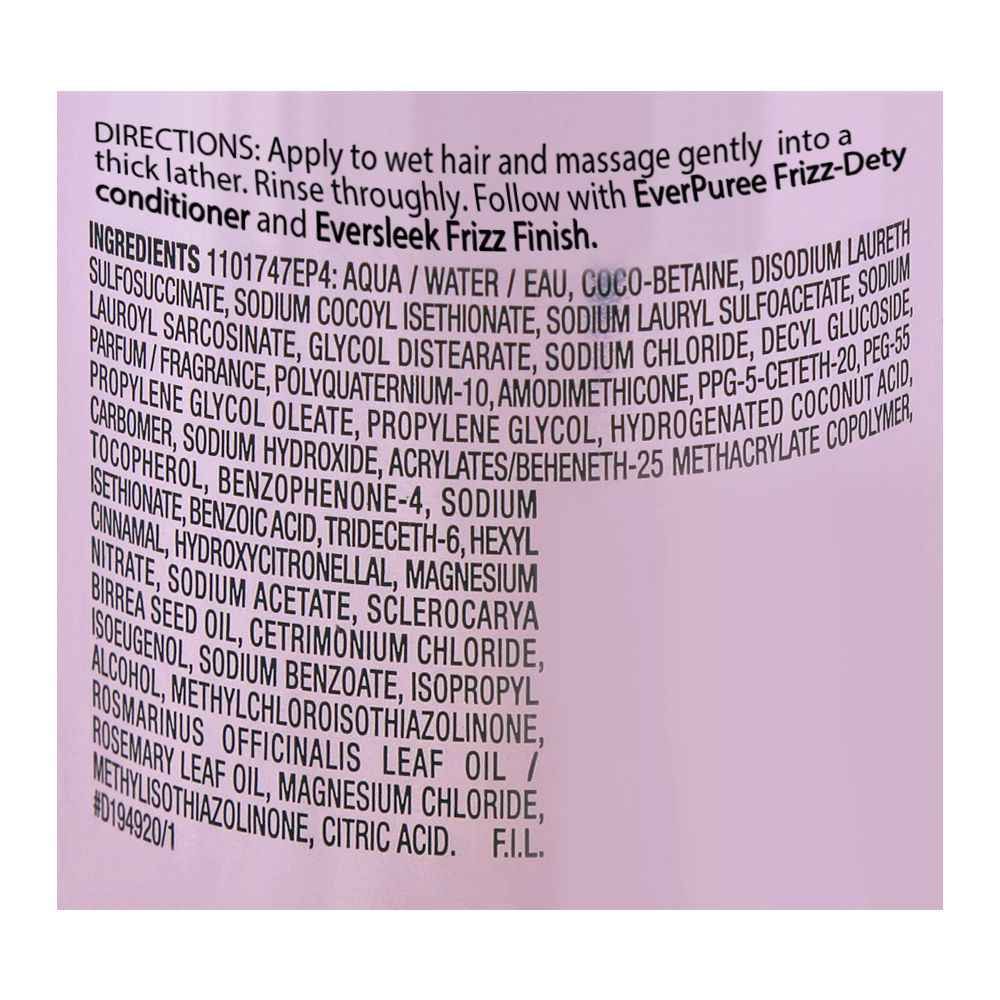 DIRECTIONS: Apply to wet hair and massage gently into a
thick lather. Rinse throughly. Follow with EverPuree Frizz-Dety
conditioner and Eversleek Frizz Finish.
INGREDIENTS 1101747EP4: AQUA / WATER / EAU, COCO-BETAINE, DISODIUM LAURETH
SULFOSUCCINATE, SODIUM COCOYL ISETHIONATE, SODIUM LAURYL SULFOACETATE, SODIUM
LAUROYL SARCOSINATE, GLYCOL DISTEARATE, SODIUM CHLORIDE, DECYL GLUCOSIDE,
PARFUM / FRAGRANCE, POLYQUATERNIUM-10, AMODIMETHICONE, PPG-5-CETETH-20, PEG-55
PROPYLENE GLYCOL OLEATE, PROPYLENE GLYCOL, HYDROGENATED COCONUT ACID,
CARBOMER, SODIUM HYDROXIDE, ACRYLATES/BEHENETH-25 METHACRYLATE COPOLYMER,
TOCOPHEROL, BENZOPHENONE-4, SODIUM
ISETHIONATE, BENZOIC ACID, TRIDECETH-6, HEXYL
CINNAMAL, HYDROXYCITRONELLAL, MAGNESIUM
NITRATE, SODIUM ACETATE, SCLEROCARYA
BIRREA SEED OIL, CETRIMONIUM CHLORIDE,
ISOEUGENOL, SODIUM BENZOATE, ISOPROPYL
ALCOHOL, METHYLCHLOROISOTHIAZOLINONE,
ROSMARINUS OFFICINALIS LEAF OIL /
ROSEMARY LEAF OIL, MAGNESIUM CHLORIDE,
METHYLISOTHIAZOLINONE, CITRIC ACID. F.I.L.
#D194920/1